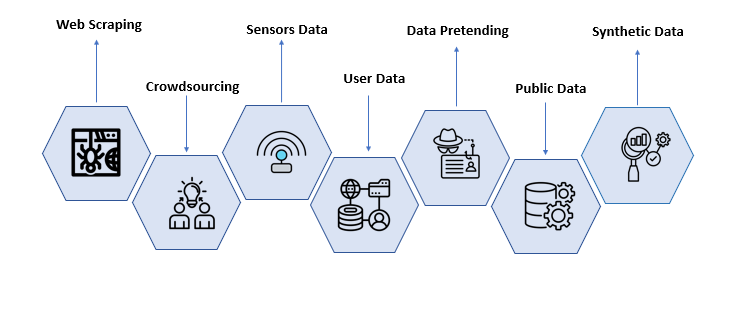 Web Scraping
Crowdsourcing
Sensors Data
User Data
Data Pretending
Public Data
Synthetic Data